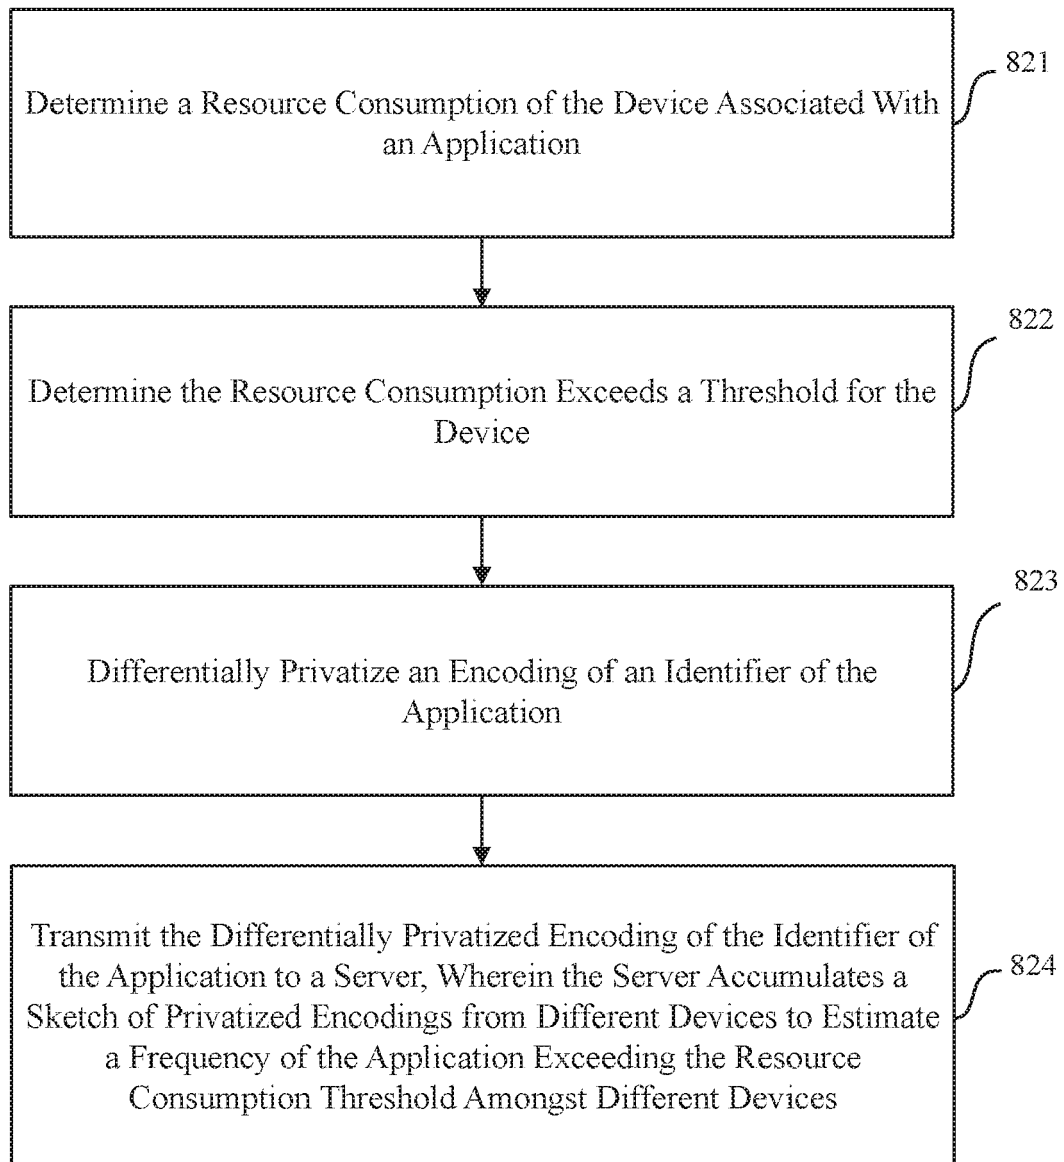 821
Determine a Resource Consumption of the Device Associated With
an Application
822
Determine the Resource Consumption Exceeds a Threshold for the
Device
823
Differentially Privatize an Encoding of an Identifier of the
Application
Transmit the Differentially Privatized Encoding of the Identifier of
the Application to a Server, Wherein the Server Accumulates a
824
Sketch of Privatized Encodings from Different Devices to Estimate
a Frequency of the Application Exceeding the Resource
Consumption Threshold Amongst Different Devices